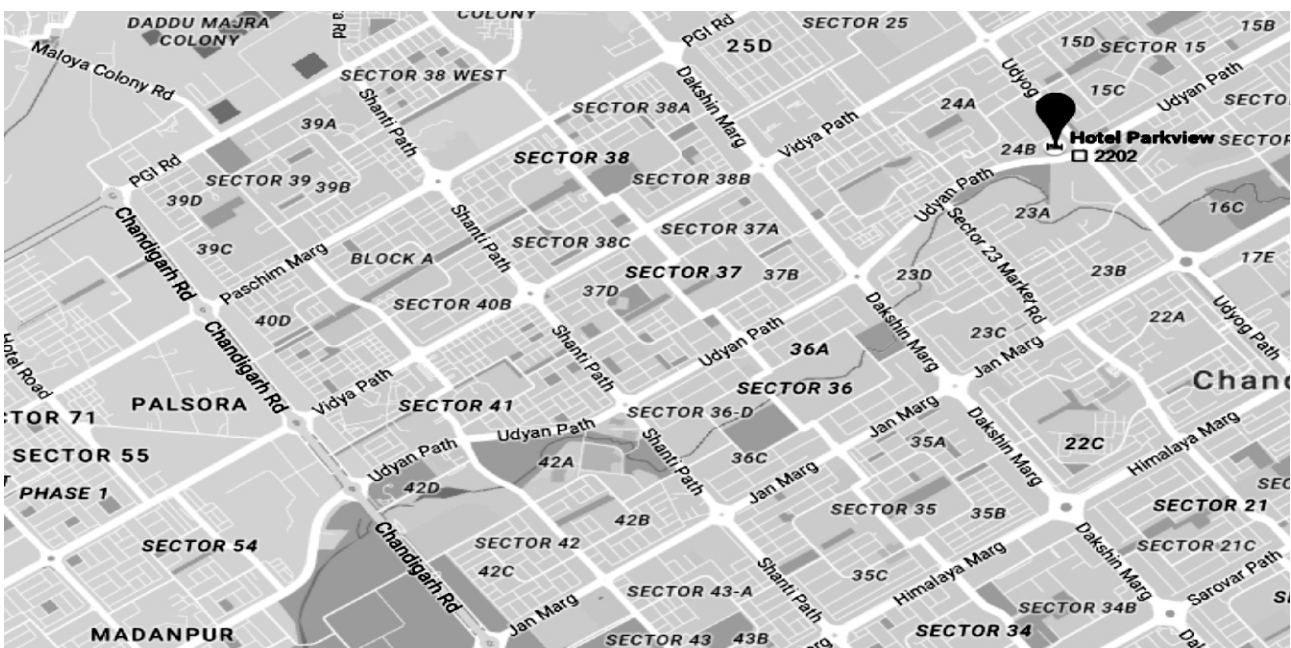 DADDU MAJRA
COLONY
COLONY
PGI Rd
SECTOR 25
25D
15B
15D
SECTOR 15
Maloya Colony Rd
SECTOR 38 WEST
Shanti Path
Dakshin Marg
Udyog
15C
Udyan Path
SECTOR 38A
24A
Vidya Path
39A
Hotel Parkview
2202
24B
SECTOR 38
PGI Rd
SECTOR 39
39B
SECTOR 38B
Udyan Path
39D
Shanti Path
23A
16C
Sector 23 Market Rd
Chandigarh Rd
39C
SECTOR 38C
SECTOR 37A
BLOCK A
17E
Paschim Marg
SECTOR 37
37B
23D
23B
37D
SECTOR 40B
40D
Dakshin Marg
22A
Chandigarh Rd
Shanti Path
Udyan Path
23C
Udyog Path
Hotel Road
36A
Jan Marg
Vidya Path
SECTOR 36
PALSORA
SECTOR 41
SECTOR 36-D
Jan Marg
Dakshin Marg
Udyan Path
SECTOR 55
Udyan Path
Shanti Path
35A
22C
Himalaya Marg
42A
36C
42D
Jan Marg
PHASE 1
SECTOR 35
35B
SECTOR 21
42B
Chandigarh Rd
SECTOR 54
SECTOR 42
Dakshin Marg
SECTOR 21C
42C
35C
Himalaya Marg
Shanti Path
SECTOR 43-A
Sarovar Path
Jan Marg
SECTOR 34B
MADANPUR
SECTOR 43
43B
SECTOR 34